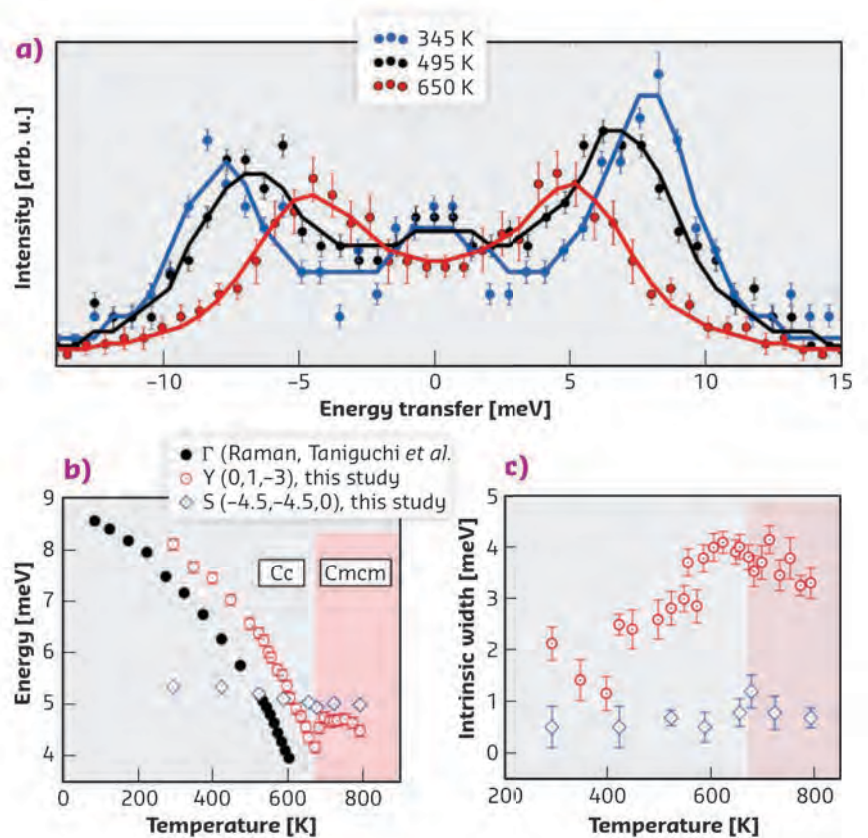 a)
345 K
495 K
650 K
Intensity [arb. u.]
−10 −5 0 5 10 15
Energy transfer [meV]
b)
Γ (Raman, Taniguchi et al.
Y (0,1,−3), this study
S (−4.5,−4.5,0), this study
9
8
7
6
5
4
Energy [meV]
Cc
Cmcm
0 200 400 600 800
Temperature [K]
c)
5
4
3
2
1
0
Intrinsic width [meV]
200 400 600 800
Temperature [K]